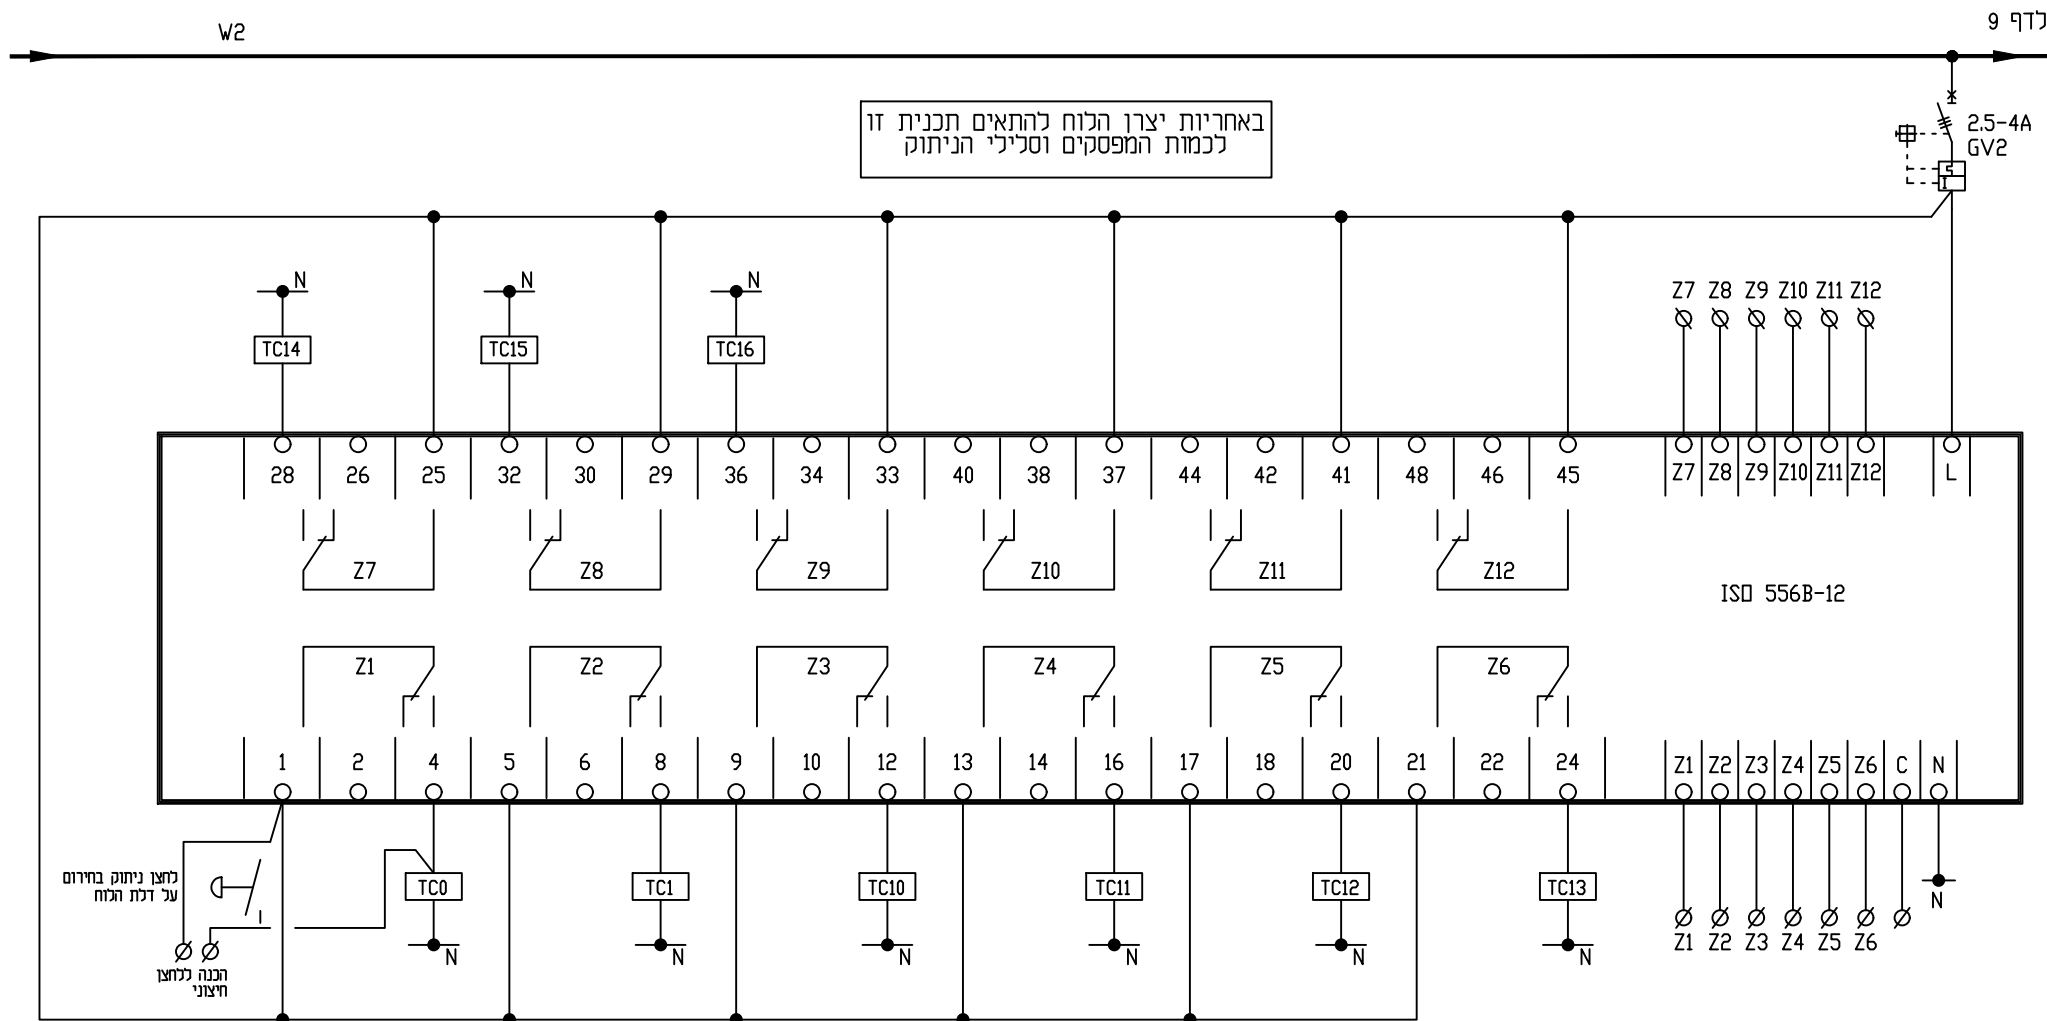 W2
לדף 9
באחריות יצרן הלוח להתאים תכנית זו
לכמות המפסקים וסלילי הניתוק
2.5-4A
GV2
I
N N N
Z7 Z8 Z9 Z10 Z11 Z12
TC14 TC15 TC16
28 26 25 32 30 29 36 34 33 40 38 37 44 42 41 48 46 45 Z7 Z8 Z9 Z10 Z11 Z12 L
Z7 Z8 Z9 Z10 Z11 Z12
ISO 556B-12
Z1 Z2 Z3 Z4 Z5 Z6
1 2 4 5 6 8 9 10 12 13 14 16 17 18 20 21 22 24 Z1 Z2 Z3 Z4 Z5 Z6 C N
לחצן ניתוק בחירום
על דלת הלוח
TC0 TC1 TC10 TC11 TC12 TC13
N
N N N N N N
Z1 Z2 Z3 Z4 Z5 Z6
הכנה ללחצן
חיצוני